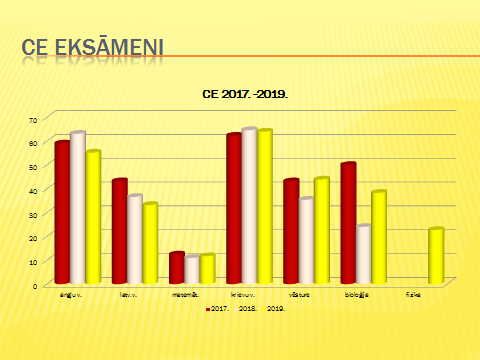 CE EKSĀMENI
CE 2017. -2019.
70
60
50
40
30
20
10
0
angļu v.
latv.v.
matemāt.
krievu v.
vēsture
bioloģija
fizika
2017.
2018.
2019.